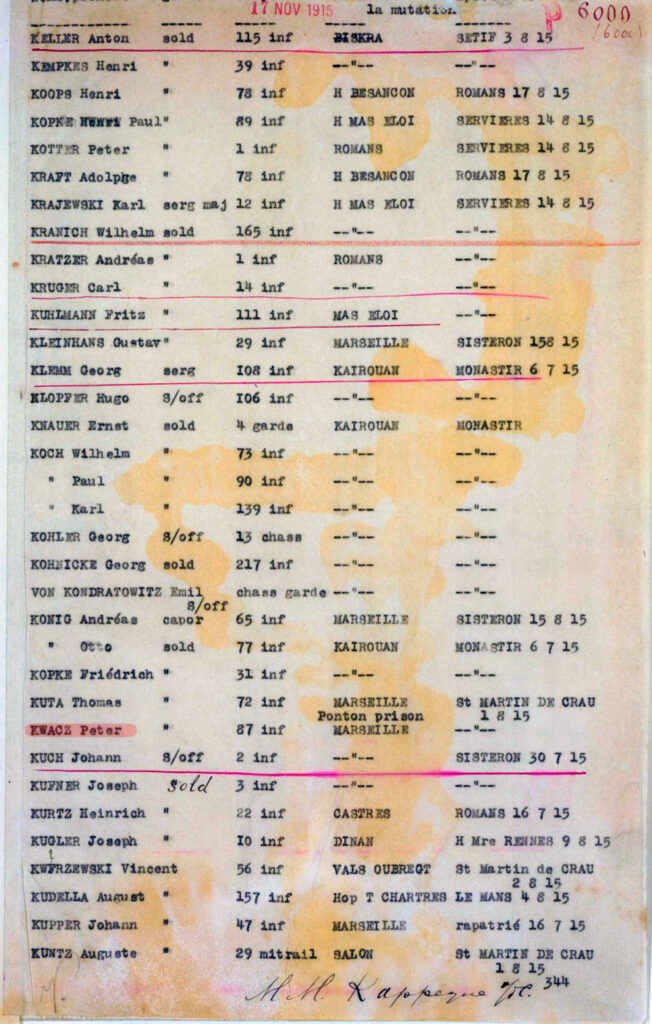 17 NOV 1915
la mutation
P 6000
(6000)
KELLER Anton sold 115 inf BISKRA SETIF 3 8 15
KEMPKES Henri " 39 inf --"-- --"--
KOOPS Henri " 78 inf H BESANCON ROMANS 17 8 15
KOPKE Henri Paul" 89 inf H MAS ELOI SERVIERES 14 8 15
KOTTER Peter " 1 inf ROMANS SERVIERES 14 8 15
KRAFT Adolphe " 78 inf H BESANCON ROMANS 17 8 15
KRAJEWSKI Karl serg maj 12 inf H MAS ELOI SERVIERES 14 8 15
KRANICH Wilhelm sold 165 inf --"-- --"--
KRATZER Andréas " 1 inf ROMANS --"--
KRUGER Carl " 14 inf --"-- --"--
KUHLMANN Fritz " 111 inf MAS ELOI --"--
KLEINHANS Gustav" 29 inf MARSEILLE SISTERON 158 15
KLEMM Georg serg 108 inf KAIROUAN MONASTIR 6 7 15
KLOPFER Hugo S/off 106 inf --"-- --"--
KNAUER Ernst sold 4 garde KAIROUAN MONASTIR
KOCH Wilhelm " 73 inf --"-- --"--
" Paul " 90 inf --"-- --"--
" Karl " 139 inf --"-- --"--
KOHLER Georg S/off 13 chass --"-- --"--
KOHNICKE Georg sold 217 inf --"-- --"--
VON KONDRATOWITZ Emil chass garde --"-- --"--
S/off
KONIG Andréas capor 65 inf MARSEILLE SISTERON 15 8 15
" Otto sold 77 inf KAIROUAN MONASTIR 6 7 15
KOPKE Friédrich " 31 inf --"-- --"--
KUTA Thomas " 72 inf MARSEILLE St MARTIN DE CRAU
Ponton prison 1 8 15
KWACZ Peter " 87 inf MARSEILLE --"--
KUCH Johann S/off 2 inf --"-- SISTERON 30 7 15
KUFNER Joseph sold 3 inf --"-- --"--
KURTZ Heinrich " 22 inf CASTRES ROMANS 16 7 15
KUGLER Joseph " 10 inf DINAN H Mre RENNES 9 8 15
Vincent 56 inf VALS OUBREGT St Martin de CRAU
2 8 15
KUDELLA August " 157 inf Hop T CHARTRES LE MANS 4 8 15
KUPPER Johann " 47 inf MARSEILLE rapatrié 16 7 15
KUNTZ Auguste " 29 mitrail SALON St MARTIN DE CRAU
1 8 15
344
M. M. Kappeque